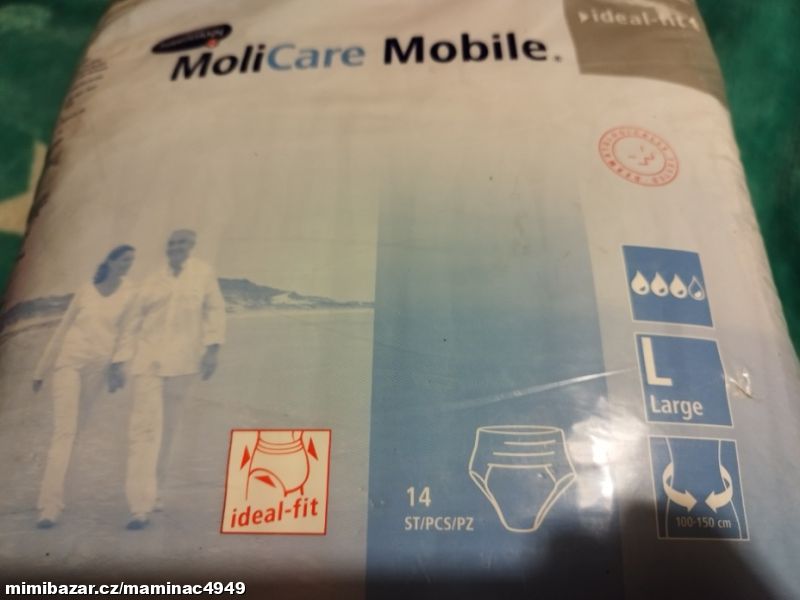 ideal-fit
MoliCare Mobile®
L
Large
ideal-fit
14
ST/PCS/PZ
100-150 cm
mimibazar.cz/maminac4949